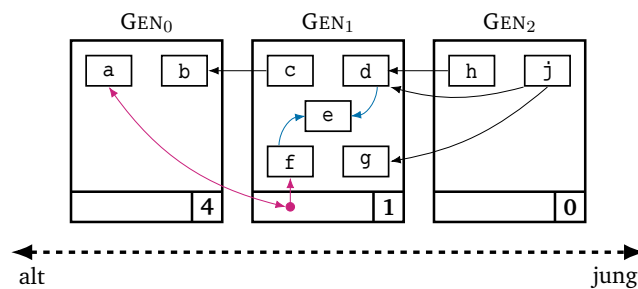 GEN₀ GEN₁ GEN₂
a b c d h j
e
f g
4 1 0
alt jung